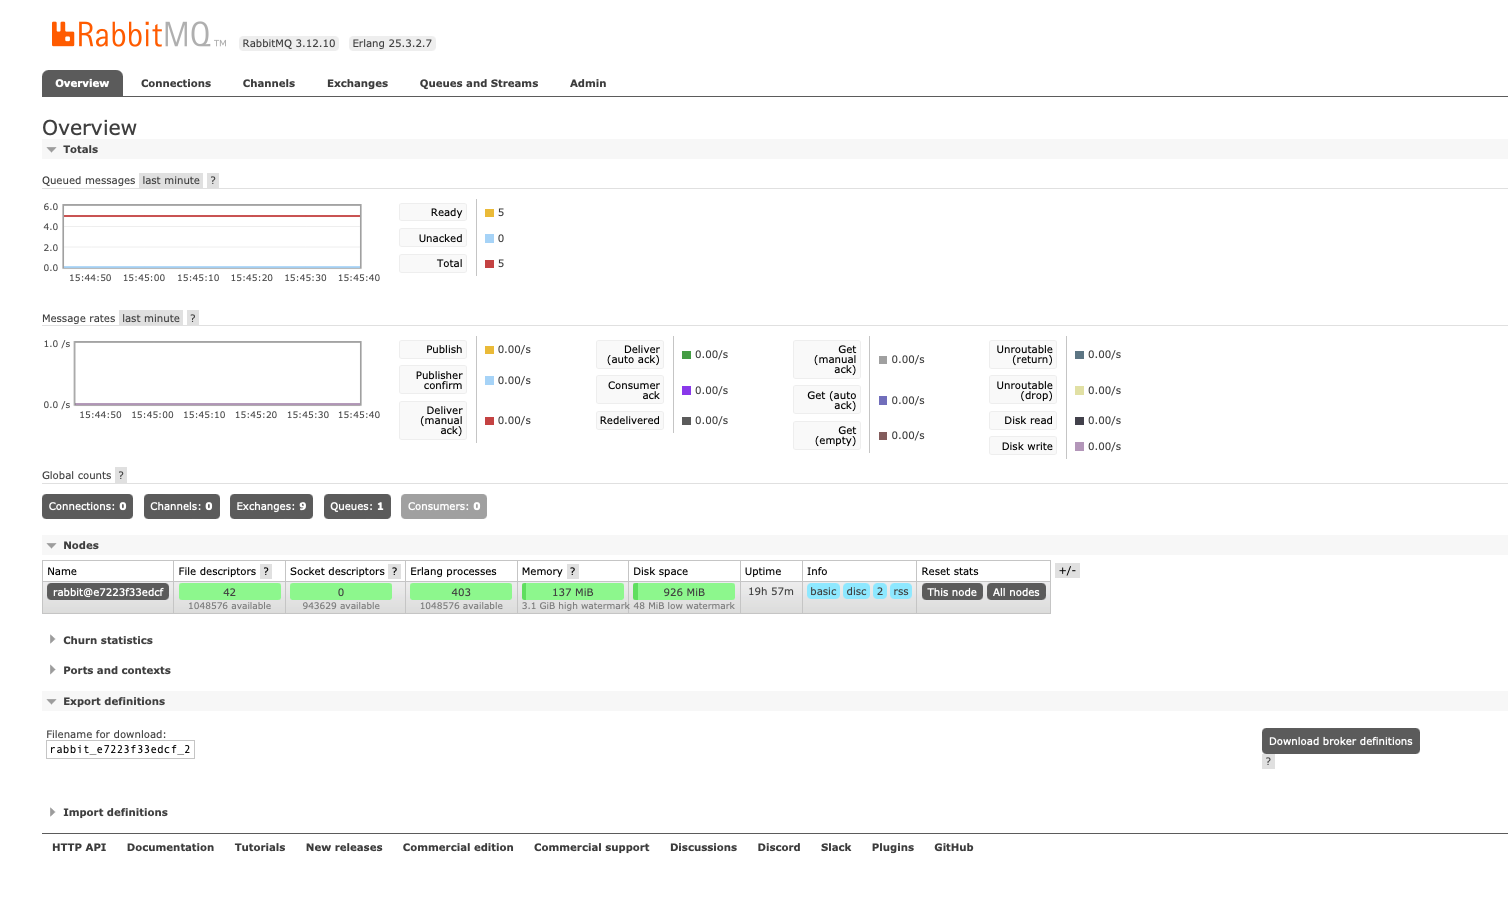 RabbitMQ TM RabbitMQ 3.12.10 Erlang 25.3.2.7
Overview Connections Channels Exchanges Queues and Streams Admin
Overview
Totals
Queued messages last minute ?
6.0
4.0
2.0
0.0
15:44:50 15:45:00 15:45:10 15:45:20 15:45:30 15:45:40
Ready 5
Unacked 0
Total 5
Message rates last minute ?
1.0 /s
0.0 /s
15:44:50 15:45:00 15:45:10 15:45:20 15:45:30 15:45:40
Publish 0.00/s
Publisher
confirm 0.00/s
Deliver
(manual
ack) 0.00/s
Deliver
(auto ack) 0.00/s
Consumer
ack 0.00/s
Redelivered 0.00/s
Get
(manual
ack) 0.00/s
Get (auto
ack) 0.00/s
Get
(empty) 0.00/s
Unroutable
(return) 0.00/s
Unroutable
(drop) 0.00/s
Disk read 0.00/s
Disk write 0.00/s
Global counts ?
Connections: 0 Channels: 0 Exchanges: 9 Queues: 1 Consumers: 0
Nodes
Name File descriptors ? Socket descriptors ? Erlang processes Memory ? Disk space Uptime Info Reset stats +/-
rabbit@e7223f33edcf 42 0 403 137 MiB 926 MiB 19h 57m basic disc 2 rss This node All nodes
1048576 available 943629 available 1048576 available 3.1 GiB high watermark 48 MiB low watermark
Churn statistics
Ports and contexts
Export definitions
Filename for download:
rabbit_e7223f33edcf_2
Download broker definitions
?
Import definitions
HTTP API Documentation Tutorials New releases Commercial edition Commercial support Discussions Discord Slack Plugins GitHub